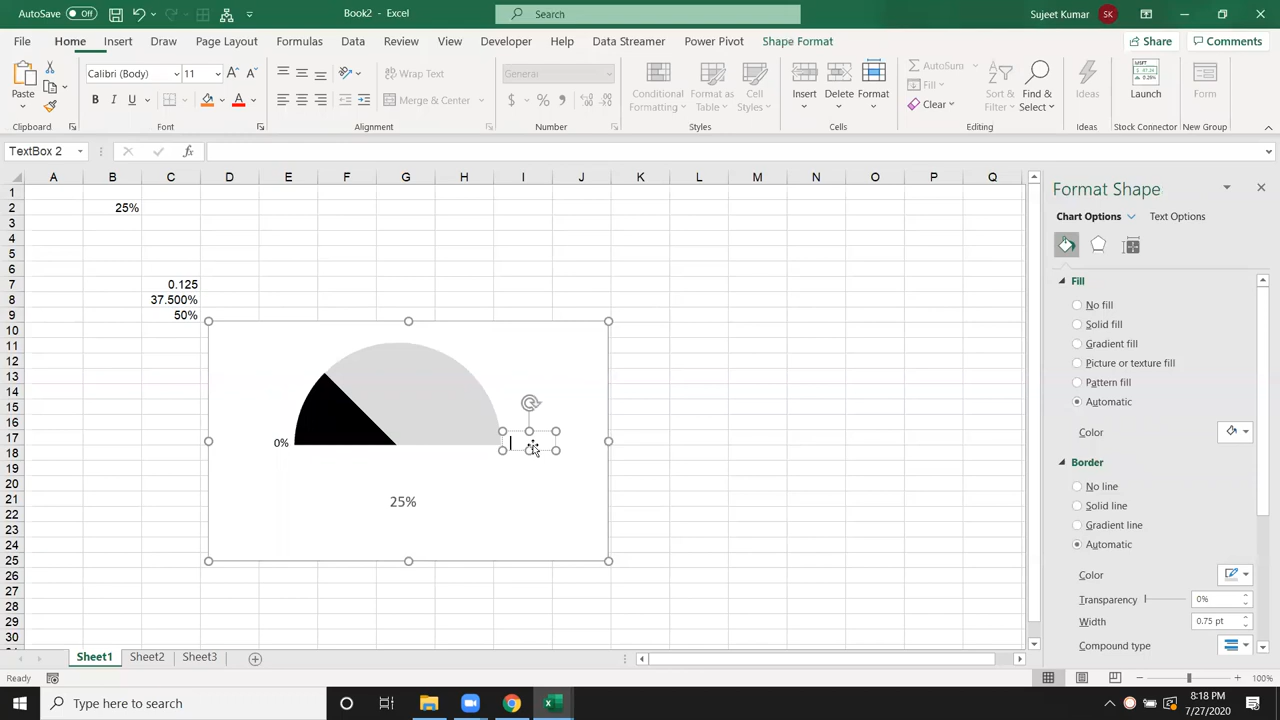 AutoSave Off Book2 - Excel Search Sujeet Kumar SK
File Home Insert Draw Page Layout Formulas Data Review View Developer Help Data Streamer Power Pivot Shape Format Share Comments
Paste Calibri (Body) 11 Wrap Text General Conditional Formatting Format as Table Cell Styles Insert Delete Format AutoSum Fill Clear Sort & Filter Find & Select Ideas Launch Form
B I U Merge & Center $ %
Clipboard Font Alignment Number Styles Cells Editing Ideas Stock Connector New Group
TextBox 2 fx
A B C D E F G H I J K L M N O P Q
1
2 25%
3
4
5
6
7 0.125
8 37.500%
9 50%
10
11
12
13
14
15
16
17 0%
18
19
20
21 25%
22
23
24
25
26
27
28
29
30
Format Shape
Chart Options Text Options
Fill
No fill
Solid fill
Gradient fill
Picture or texture fill
Pattern fill
Automatic
Color
Border
No line
Solid line
Gradient line
Automatic
Color
Transparency 0%
Width 0.75 pt
Compound type
Sheet1 Sheet2 Sheet3
100%
Type here to search
8:18 PM
7/27/2020